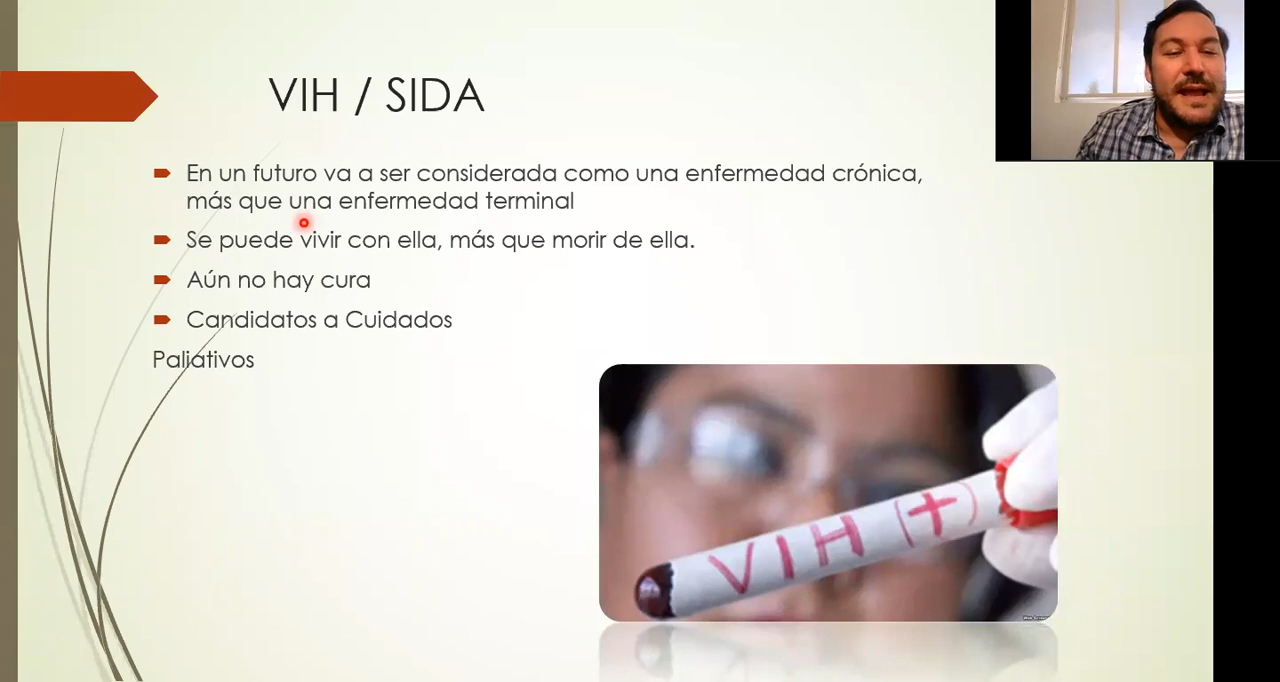 VIH / SIDA
En un futuro va a ser considerada como una enfermedad crónica,
más que una enfermedad terminal
Se puede vivir con ella, más que morir de ella.
Aún no hay cura
Candidatos a Cuidados
Paliativos
VIH (+)